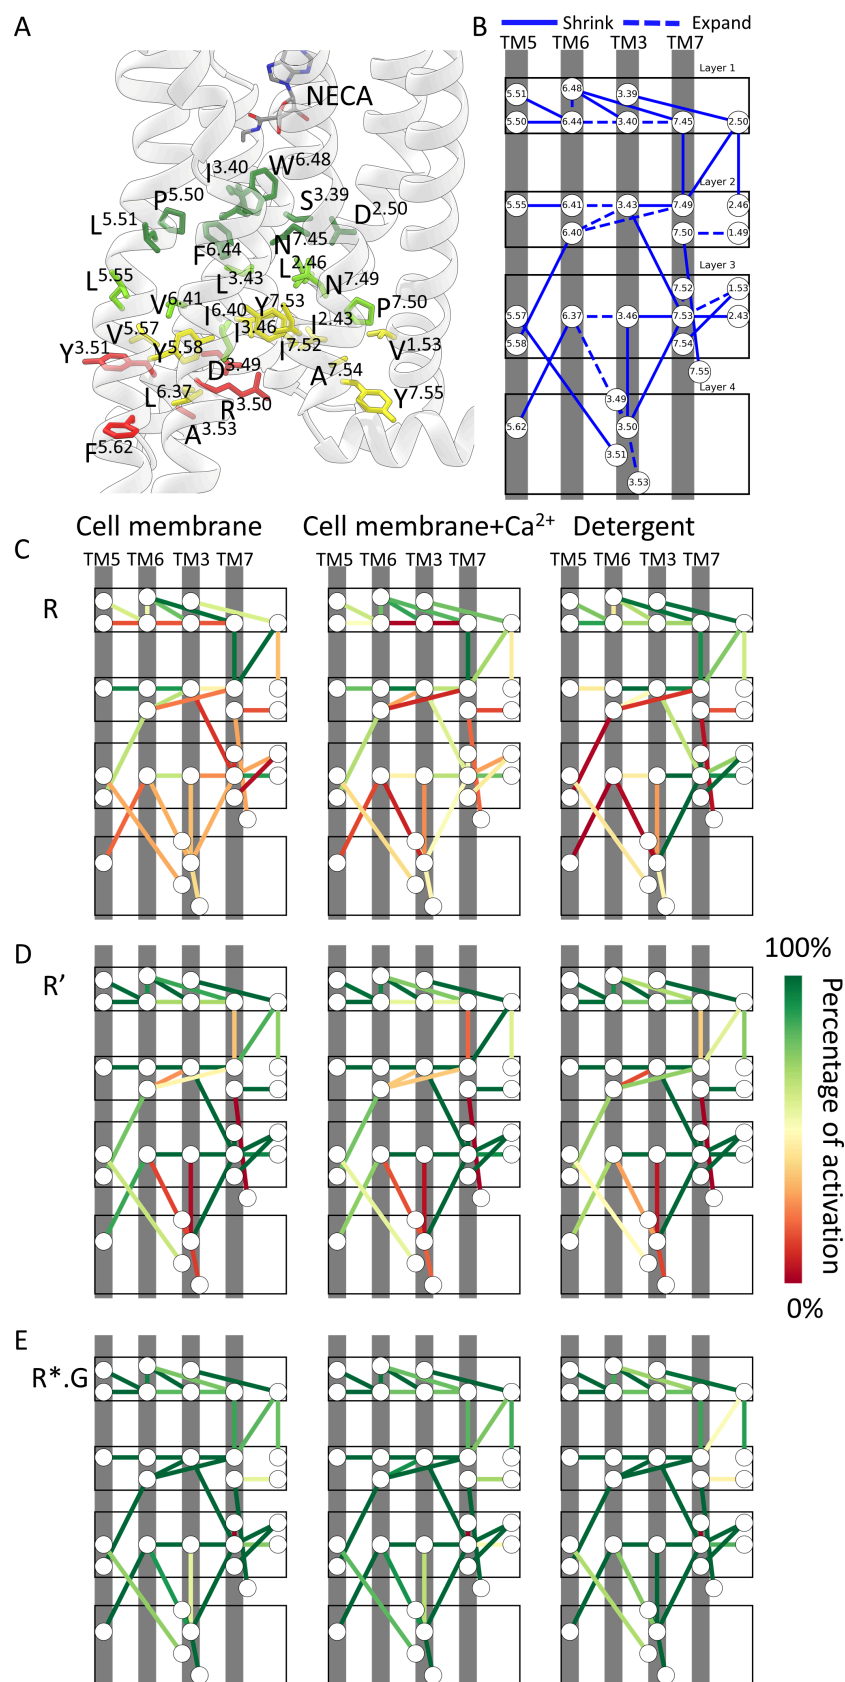 A
NECA
I3.40
W6.48
P5.50
S3.39
L5.51
D2.50
F6.44
N7.45
L2.46
L5.55
L3.43
N7.49
V6.41
I6.40
Y7.53
P7.50
V5.57
I3.46
I2.43
Y3.51
Y5.58
I7.52
V1.53
D3.49
A7.54
L6.37
R3.50
Y7.55
A3.53
F5.62
B
Shrink Expand
TM5 TM6 TM3 TM7
Layer 1
5.51 6.48 3.39
5.50 6.44 3.40 7.45 2.50
Layer 2
5.55 6.41 3.43 7.49 2.46
6.40 7.50 1.49
Layer 3
7.52 1.53
5.57 6.37 3.46 7.53 2.43
5.58 7.54
7.55
Layer 4
3.49
5.62 3.50
3.51
3.53
Cell membrane Cell membrane+Ca2+ Detergent
C
TM5 TM6 TM3 TM7 TM5 TM6 TM3 TM7 TM5 TM6 TM3 TM7
R
D
R’
100%
Percentage of activation
0%
E
R*.G